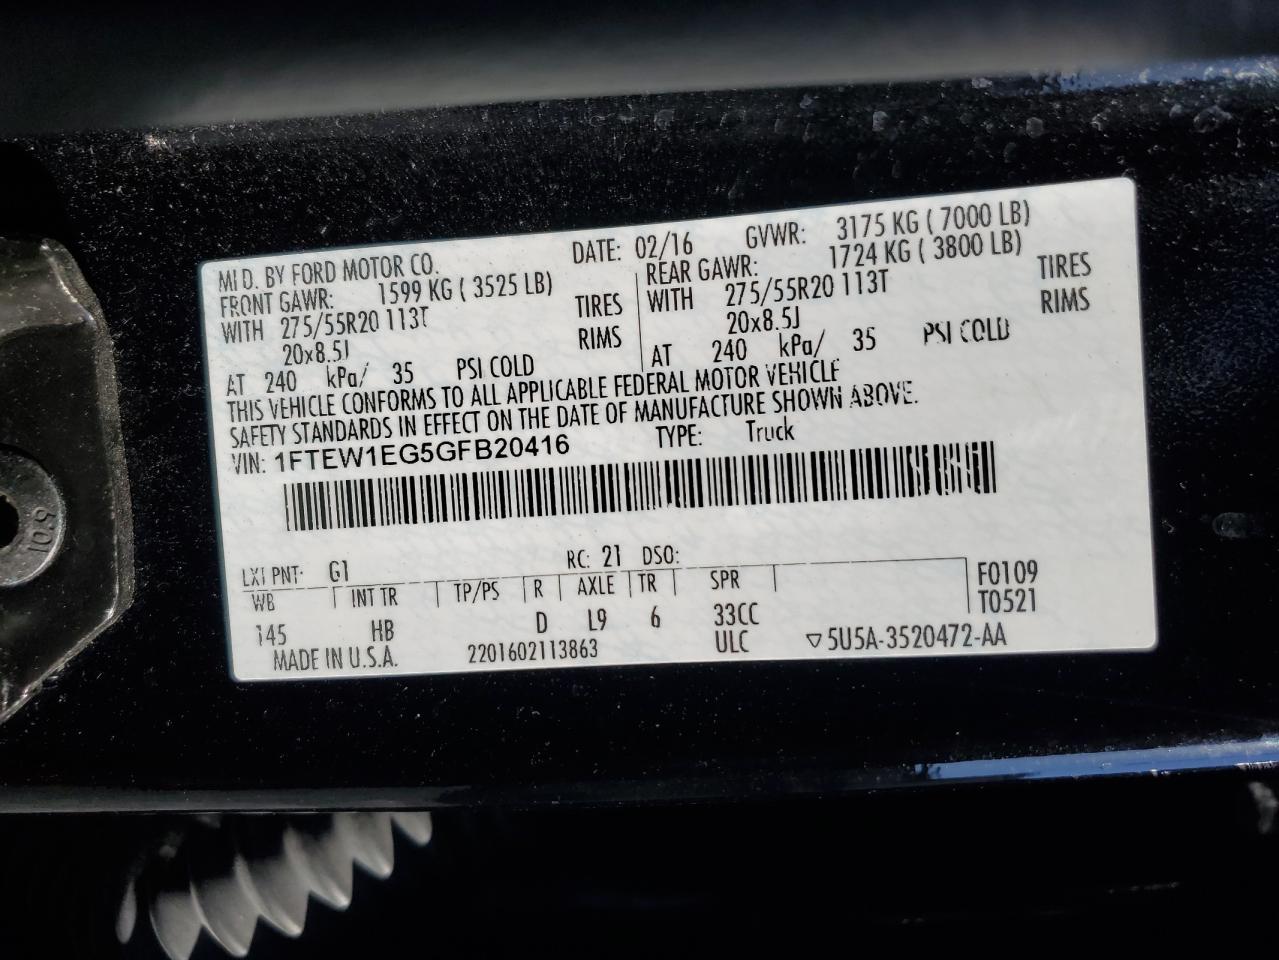 MFD. BY FORD MOTOR CO. DATE: 02/16 GVWR: 3175 KG ( 7000 LB)
FRONT GAWR: 1599 KG ( 3525 LB) REAR GAWR: 1724 KG ( 3800 LB)
WITH 275/55R20 113T TIRES WITH 275/55R20 113T TIRES
20x8.5J RIMS 20x8.5J RIMS
AT 240 kPa/ 35 PSI COLD AT 240 kPa/ 35 PSI COLD
THIS VEHICLE CONFORMS TO ALL APPLICABLE FEDERAL MOTOR VEHICLE
SAFETY STANDARDS IN EFFECT ON THE DATE OF MANUFACTURE SHOWN ABOVE.
VIN: 1FTEW1EG5GFB20416 TYPE: Truck
EXT PNT: G1 RC: 21 DSO:
WB INT TR TP/PS R AXLE TR SPR F0109
T0521
145 HB D L9 6 33CC
MADE IN U.S.A. 2201602113863 ULC ▽5U5A-3520472-AA